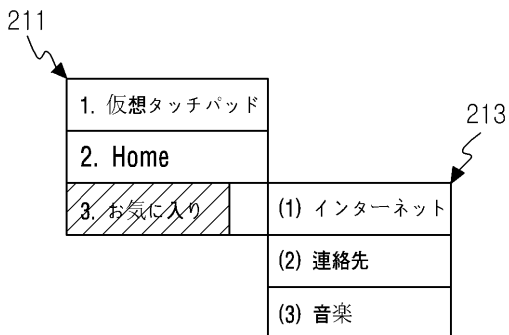 211
1. 仮想タッチパッド
2. Home
213
3. お気に入り
(1) インターネット
(2) 連絡先
(3) 音楽